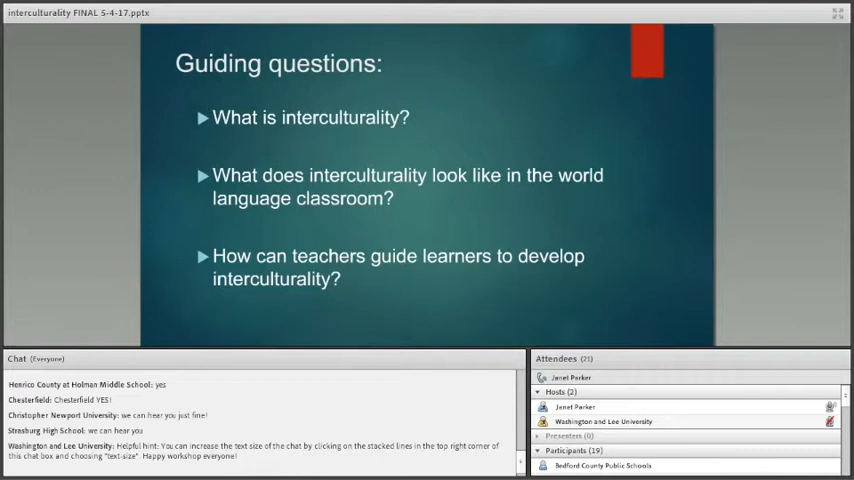 interculturality FINAL 5-4-17.pptx
Guiding questions:
What is interculturality?
What does interculturality look like in the world
language classroom?
How can teachers guide learners to develop
interculturality?
Chat (Everyone)
Henrico County at Holman Middle School: yes
Chesterfield: Chesterfield YES!
Christopher Newport University: we can hear you just fine!
Strasburg High School: we can hear you
Washington and Lee University: Helpful hint: You can increase the text size of the chat by clicking on the stacked lines in the top right corner of
this chat box and choosing "text-size". Happy workshop everyone!
Attendees (21)
Janet Parker
Hosts (2)
Janet Parker
Washington and Lee University
Presenters (0)
Participants (19)
Bedford County Public Schools